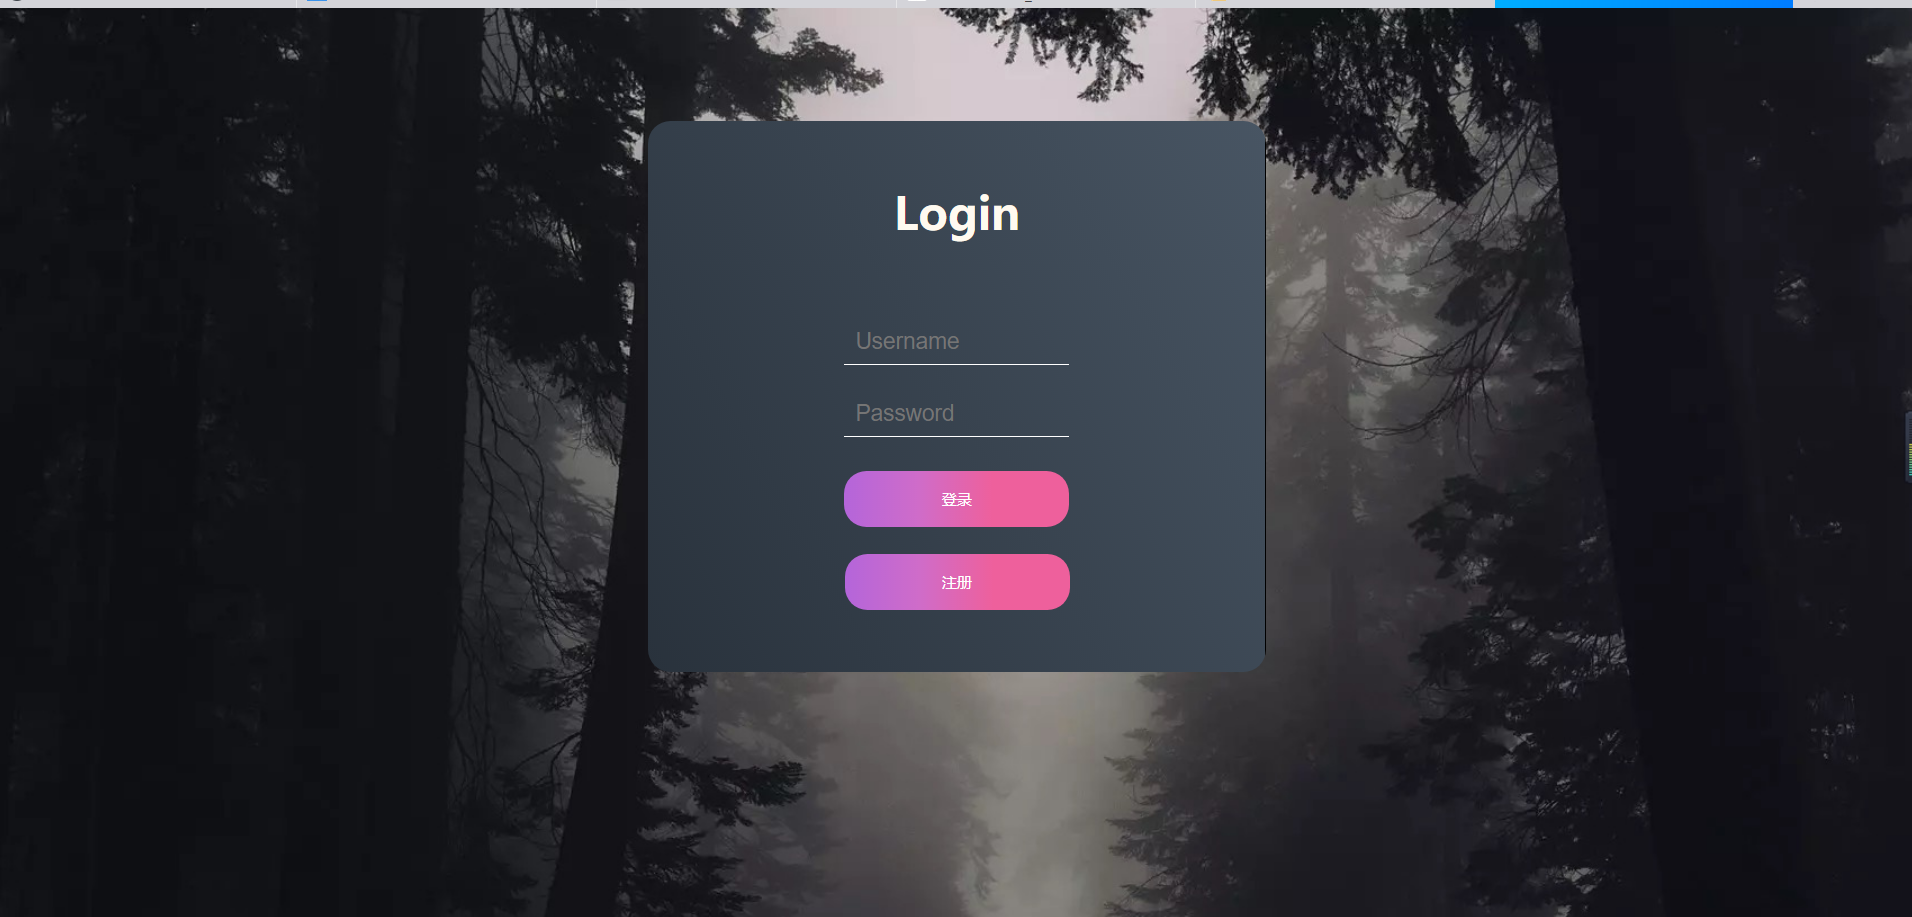 Login
Username
Password
登录
注册